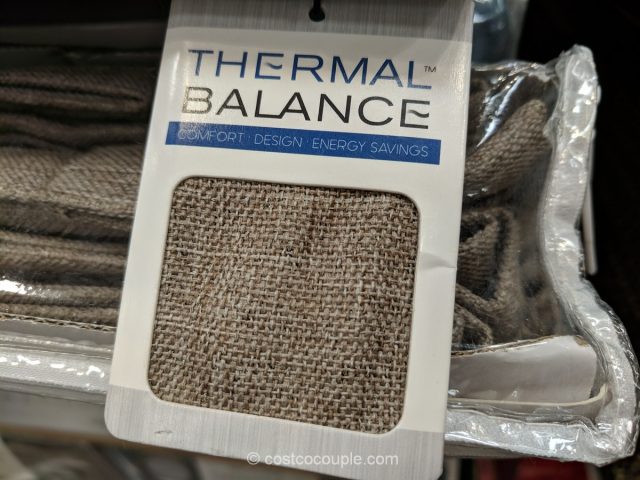 THERMAL™
BALANCE
COMFORT · DESIGN · ENERGY SAVINGS
© costcocouple.com